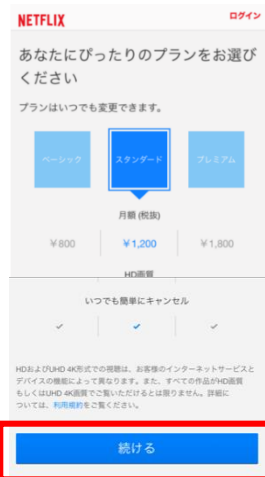 NETFLIX ログイン
あなたにぴったりのプランをお選び
ください
プランはいつでも変更できます。
ベーシック スタンダード プレミアム
月額 (税抜)
￥800 ￥1,200 ￥1,800
HD画質
いつでも簡単にキャンセル
HDおよびUHD 4K形式での視聴は、お客様のインターネットサービスと
デバイスの機能によって異なります。また、すべての作品がHD画質
もしくはUHD 4K画質でご覧いただけるとは限りません。詳細に
ついては、利用規約をご覧ください。
続ける